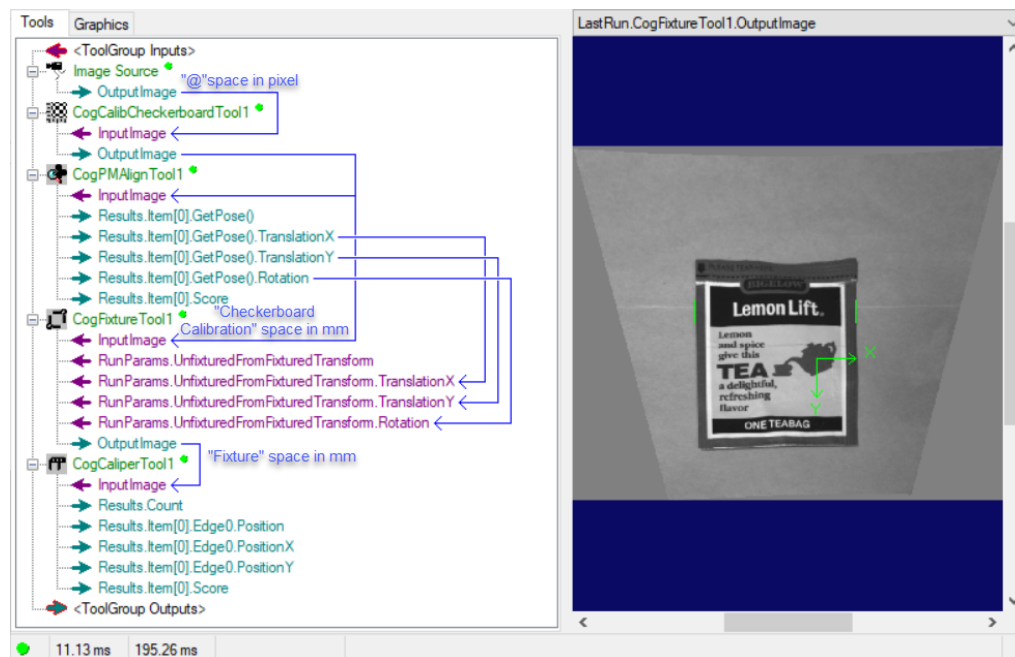 Tools
Graphics
<ToolGroup Inputs>
Image Source
"@"space in pixel
OutputImage
CogCalibCheckerboardTool1
InputImage
OutputImage
CogPMAlignTool1
InputImage
Results.Item[0].GetPose()
Results.Item[0].GetPose().TranslationX
Results.Item[0].GetPose().TranslationY
Results.Item[0].GetPose().Rotation
Results.Item[0].Score
"Checkerboard
CogFixtureTool1
Calibration" space in mm
InputImage
RunParams.UnfixturedFromFixturedTransform
RunParams.UnfixturedFromFixturedTransform.TranslationX
RunParams.UnfixturedFromFixturedTransform.TranslationY
RunParams.UnfixturedFromFixturedTransform.Rotation
OutputImage
"Fixture" space in mm
CogCaliperTool1
InputImage
Results.Count
Results.Item[0].Edge0.Position
Results.Item[0].Edge0.PositionX
Results.Item[0].Edge0.PositionY
Results.Item[0].Score
<ToolGroup Outputs>
11.13 ms
195.26 ms
LastRun.CogFixtureTool1.OutputImage
BIGELOW
Lemon Lift.
Lemon
and spice
give this
TEA
a delightful,
refreshing
flavor
ONE TEABAG
X
Y